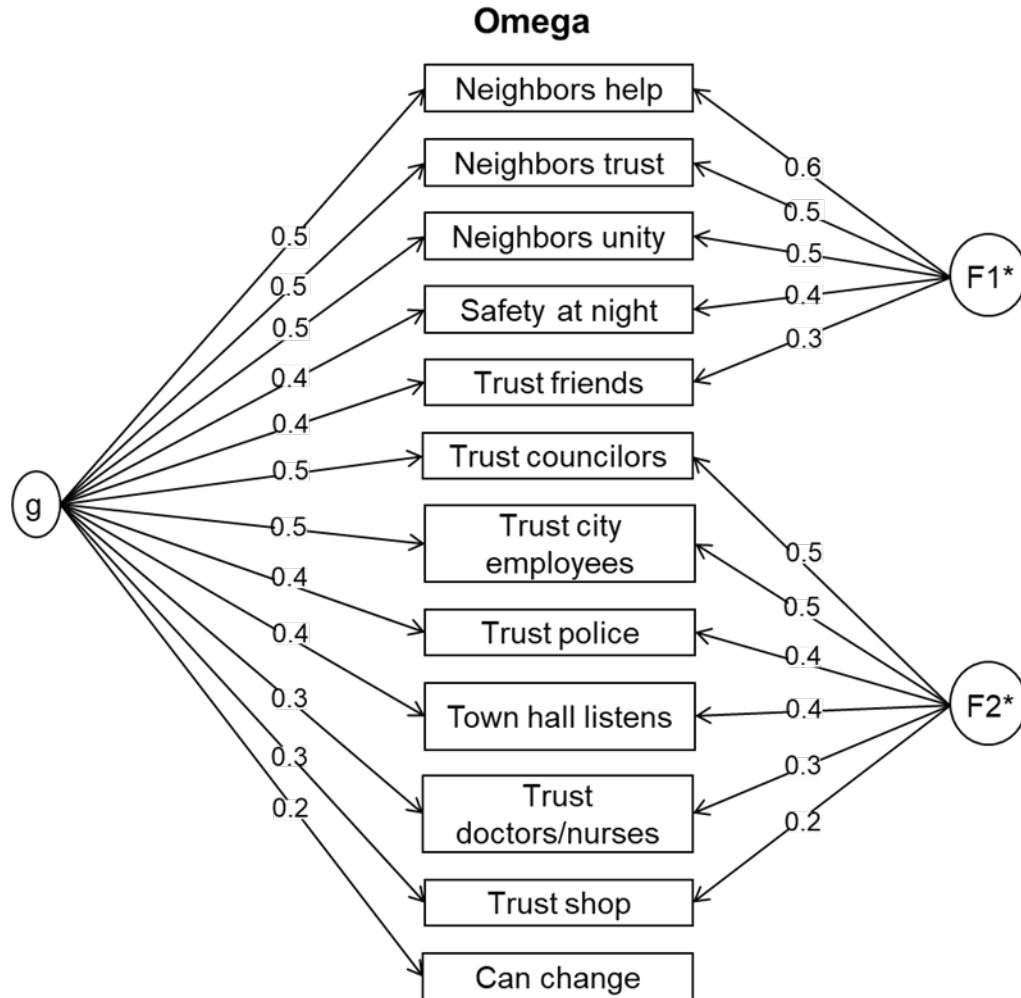 Omega
Neighbors help
0.6
Neighbors trust
0.5
0.5
Neighbors unity
0.5
F1*
0.5
Safety at night
0.4
0.5
0.3
0.4
Trust friends
0.4
Trust councilors
0.5
g
Trust city
employees
0.5
0.5
0.5
0.4
Trust police
0.4
0.4
Town hall listens
0.4
F2*
0.3
0.3
Trust
doctors/nurses
0.3
0.2
0.2
Trust shop
Can change